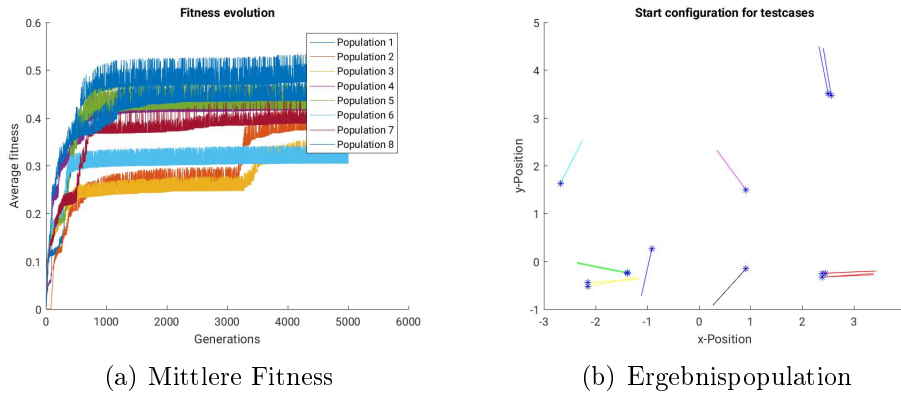 Fitness evolution
0.6
0.5
0.4
0.3
0.2
0.1
0
Average fitness
0 1000 2000 3000 4000 5000 6000
Generations
Population 1
Population 2
Population 3
Population 4
Population 5
Population 6
Population 7
Population 8
(a) Mittlere Fitness
Start configuration for testcases
5
4
3
2
1
0
-1
y-Position
-3 -2 -1 0 1 2 3
x-Position
(b) Ergebnispopulation